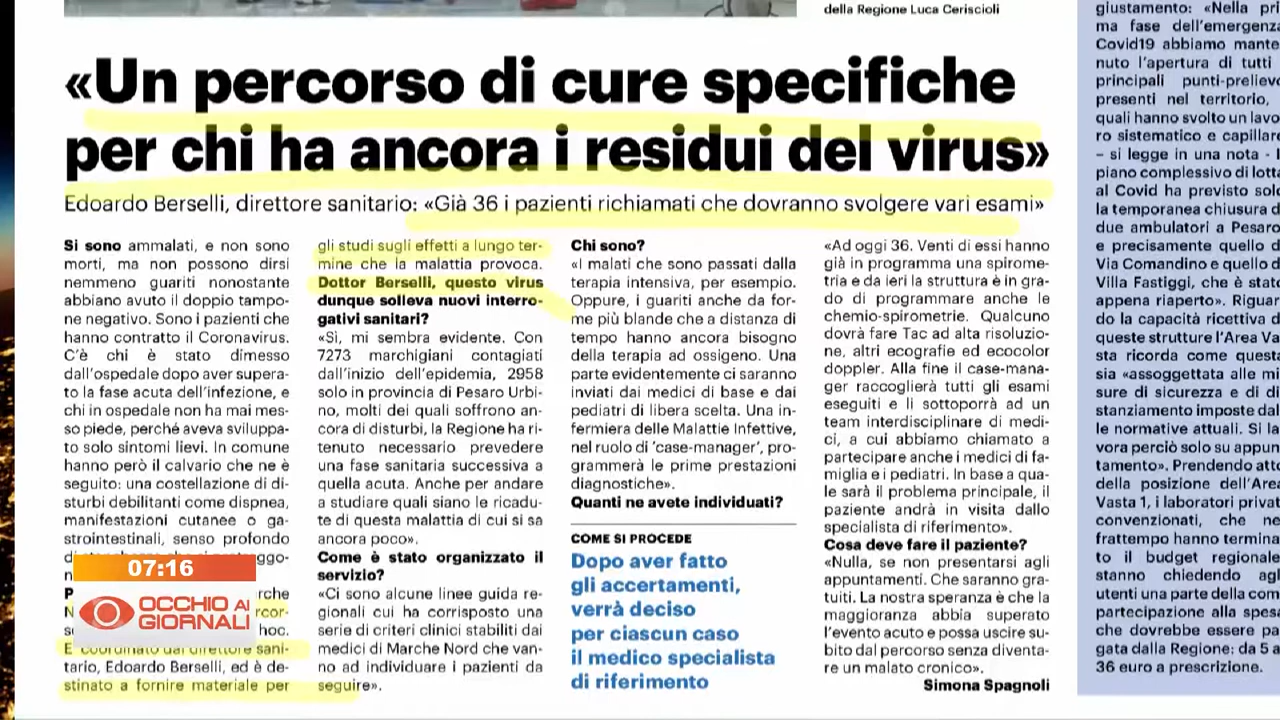 della Regione Luca Ceriscioli
«Un percorso di cure specifiche
per chi ha ancora i residui del virus»
Edoardo Berselli, direttore sanitario: «Già 36 i pazienti richiamati che dovranno svolgere vari esami»
Si sono ammalati, e non sono
morti, ma non possono dirsi
nemmeno guariti nonostante
abbiano avuto il doppio tampo-
ne negativo. Sono i pazienti che
hanno contratto il Coronavirus.
C'è chi è stato dimesso
dall'ospedale dopo aver supera-
to la fase acuta dell'infezione, e
chi in ospedale non ha mai mes-
so piede, perché aveva sviluppa-
to solo sintomi lievi. In comune
hanno però il calvario che ne è
seguito: una costellazione di di-
sturbi debilitanti come dispnea,
manifestazioni cutanee o ga-
strointestinali, senso profondo
hoc.
E coordinato dal direttore sani-
tario, Edoardo Berselli, ed è de-
stinato a fornire materiale per
gli studi sugli effetti a lungo ter-
mine che la malattia provoca.
Dottor Berselli, questo virus
dunque solleva nuovi interro-
gativi sanitari?
«Sì, mi sembra evidente. Con
7273 marchigiani contagiati
dall'inizio dell'epidemia, 2958
solo in provincia di Pesaro Urbi-
no, molti dei quali soffrono an-
cora di disturbi, la Regione ha ri-
tenuto necessario prevedere
una fase sanitaria successiva a
quella acuta. Anche per andare
a studiare quali siano le ricadu-
te di questa malattia di cui si sa
ancora poco».
Come è stato organizzato il
servizio?
«Ci sono alcune linee guida re-
gionali cui ha corrisposto una
serie di criteri clinici stabiliti dai
medici di Marche Nord che van-
no ad individuare i pazienti da
seguire».
Chi sono?
«I malati che sono passati dalla
terapia intensiva, per esempio.
Oppure, i guariti anche da for-
me più blande che a distanza di
tempo hanno ancora bisogno
della terapia ad ossigeno. Una
parte evidentemente ci saranno
inviati dai medici di base e dai
pediatri di libera scelta. Una in-
fermiera delle Malattie Infettive,
nel ruolo di 'case-manager', pro-
grammerà le prime prestazioni
diagnostiche».
Quanti ne avete individuati?
COME SI PROCEDE
Dopo aver fatto
gli accertamenti,
verrà deciso
per ciascun caso
il medico specialista
di riferimento
«Ad oggi 36. Venti di essi hanno
già in programma una spirome-
tria e da ieri la struttura è in gra-
do di programmare anche le
chemio-spirometrie. Qualcuno
dovrà fare Tac ad alta risoluzio-
ne, altri ecografie ed ecocolor
doppler. Alla fine il case-mana-
ger raccoglierà tutti gli esami
eseguiti e li sottoporrà ad un
team interdisciplinare di medi-
ci, a cui abbiamo chiamato a
partecipare anche i medici di fa-
miglia e i pediatri. In base a qua-
le sarà il problema principale, il
paziente andrà in visita dallo
specialista di riferimento».
Cosa deve fare il paziente?
«Nulla, se non presentarsi agli
appuntamenti. Che saranno gra-
tuiti. La nostra speranza è che la
maggioranza abbia superato
l'evento acuto e possa uscire su-
bito dal percorso senza diventa-
re un malato cronico».
Simona Spagnoli
giustamento: «Nella pri
ma fase dell'emergenza
Covid19 abbiamo mante
nuto l'apertura di tutti
principali punti-prelievo
presenti nel territorio,
quali hanno svolto un lavo
ro sistematico e capillare
– si legge in una nota -
piano complessivo di lotta
al Covid ha previsto solo
la temporanea chiusura d
due ambulatori a Pesaro
e precisamente quello d
Via Comandino e quello d
Villa Fastiggi, che è stato
appena riaperto». Riguar
do la capacità ricettiva d
queste strutture l'Area Va
sta ricorda come questa
sia «assoggettata alle mi
sure di sicurezza e di di
stanziamento imposte dal
le normative attuali. Si la
vora perciò solo su appun
tamento». Prendendo atto
della posizione dell'Area
Vasta 1, i laboratori privat
convenzionati, che ne
frattempo hanno termina
to il budget regionale
stanno chiedendo agl
utenti una parte della com
partecipazione alla spesa
che dovrebbe essere pa
gata dalla Regione: da 5 a
36 euro a prescrizione.
07:16
OCCHIO AI
GIORNALI